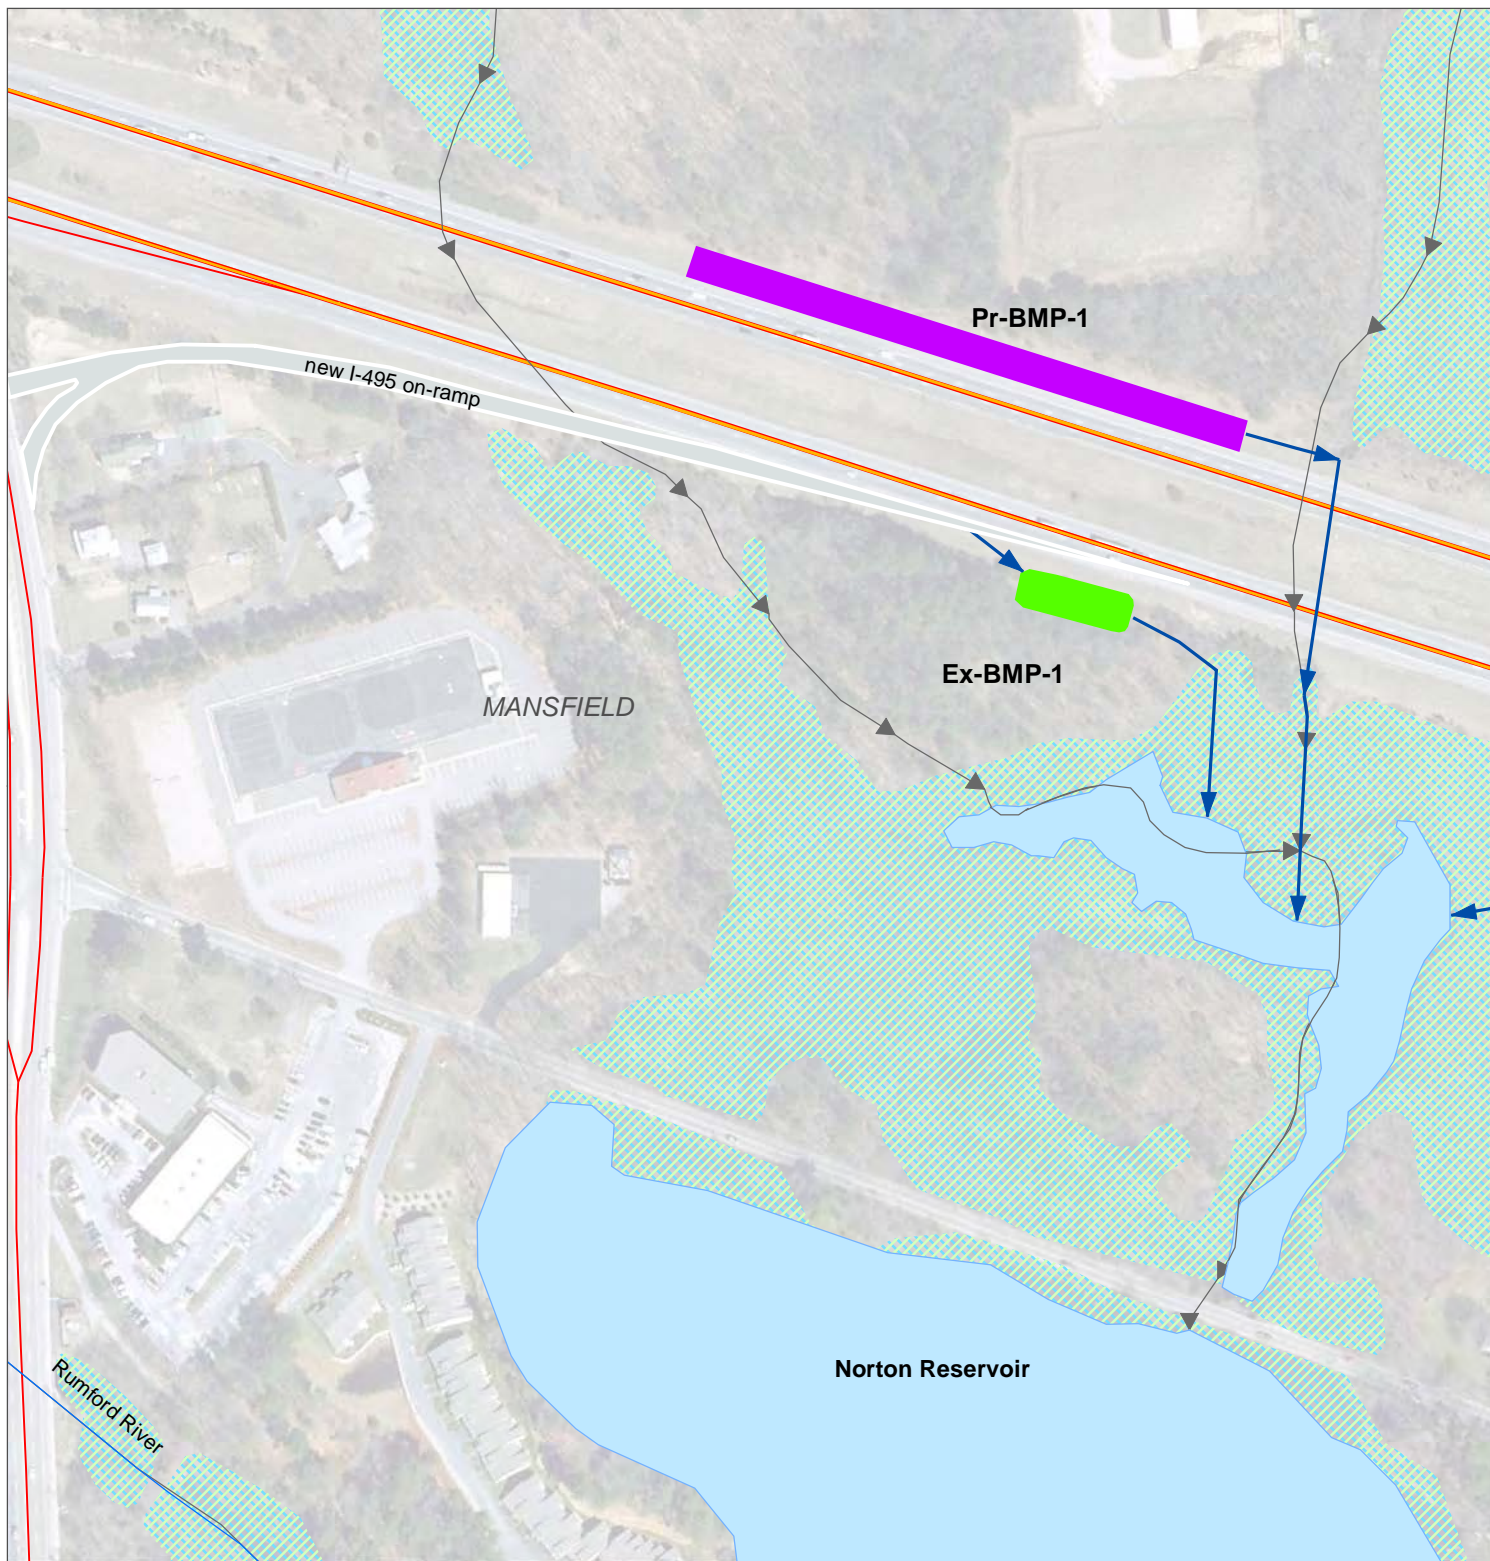 Pr-BMP-1
new I-495 on-ramp
Ex-BMP-1
MANSFIELD
Norton Reservoir
Rumford River